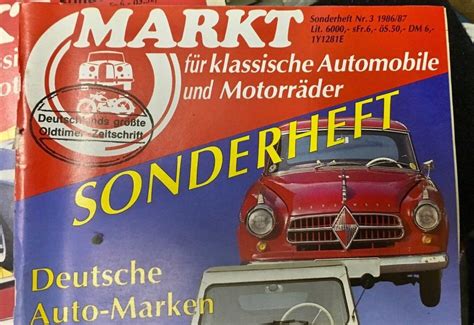 Sonderheft Nr. 3 1986/87
Lit. 6000,- sFr.6,- öS.50,- DM 6,-
1Y1281E
MARKT
für klassische Automobile
und Motorräder
Deutschlands größte
Oldtimer-Zeitschrift
SONDERHEFT
Deutsche
Auto-Marken